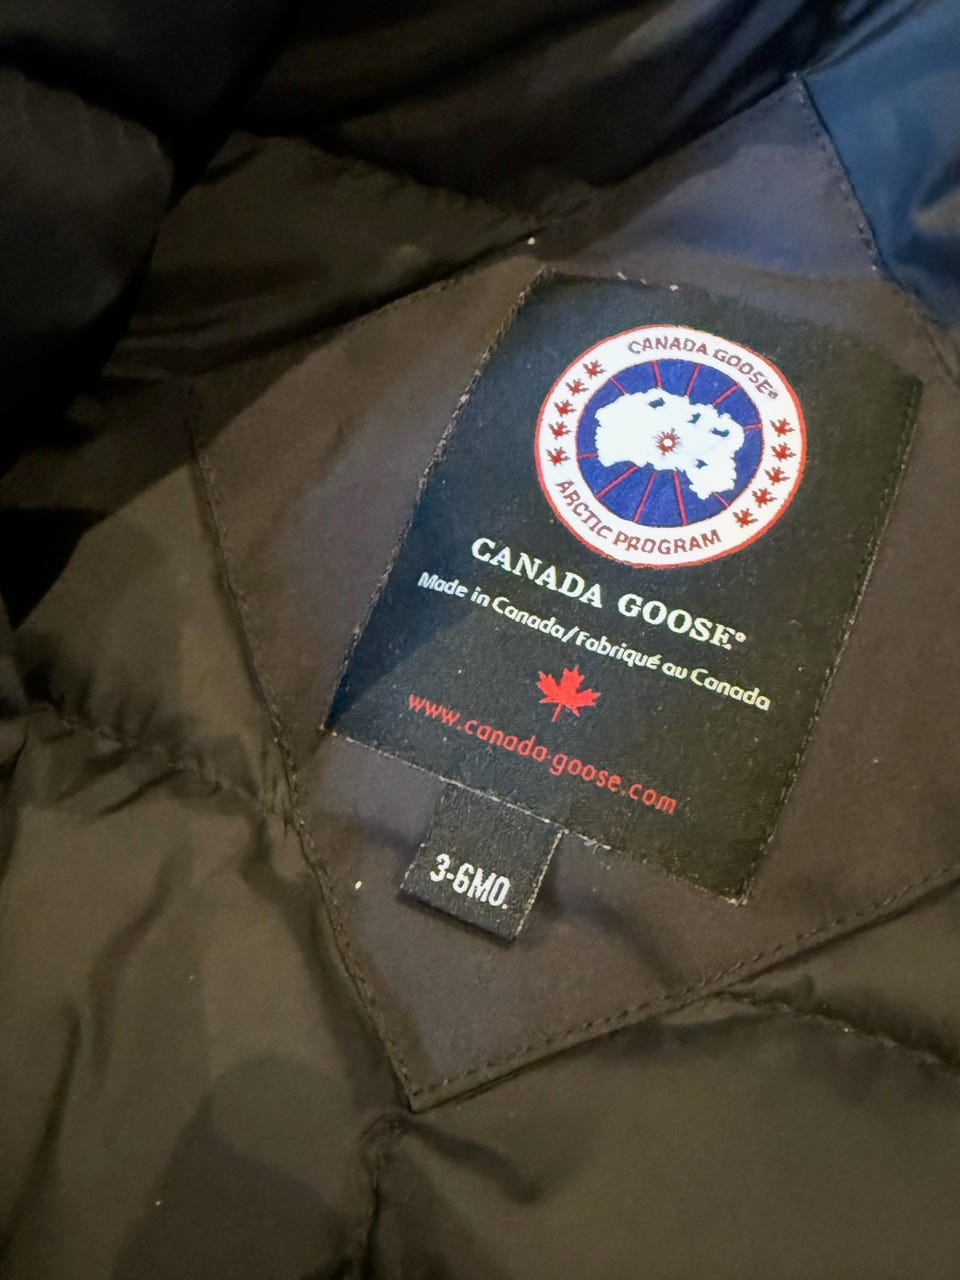 CANADA GOOSE®
ARCTIC PROGRAM
CANADA GOOSE®
Made in Canada/Fabriqué au Canada
www.canada-goose.com
3-6MO.